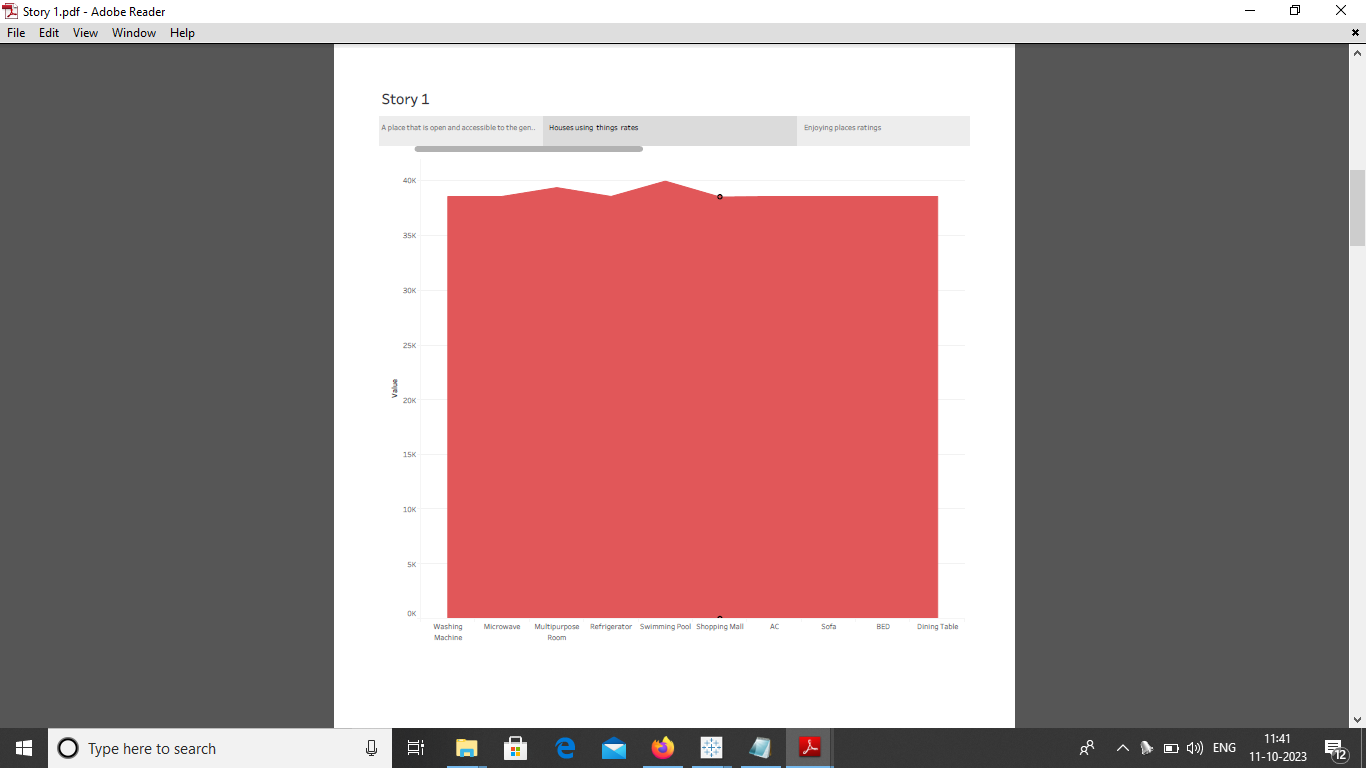 Story 1.pdf - Adobe Reader
File Edit View Window Help
Story 1
A place that is open and accessible to the gen.. Houses using things rates Enjoying places ratings
40K
35K
30K
25K
Value
20K
15K
10K
5K
0K
Washing Machine
Microwave
Multipurpose Room
Refrigerator
Swimming Pool
Shopping Mall
AC
Sofa
BED
Dining Table
Type here to search
ENG
11:41
11-10-2023
12